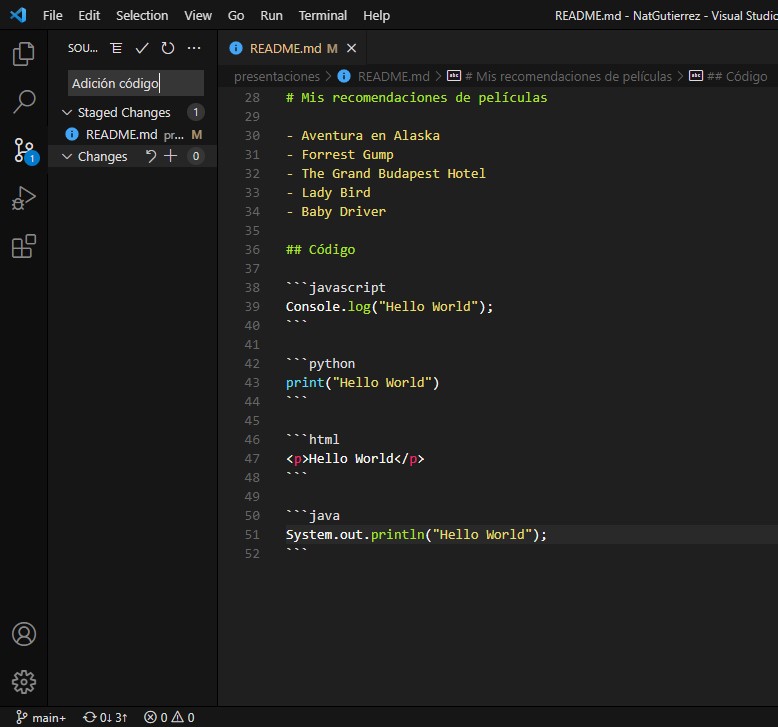 File Edit Selection View Go Run Terminal Help README.md - NatGutierrez - Visual Studio
SOU... ...
README.md M
Adición código
presentaciones > README.md > # Mis recomendaciones de películas > ## Código
Staged Changes 1
README.md pr... M
Changes 0
1
28 # Mis recomendaciones de películas
29
30 - Aventura en Alaska
31 - Forrest Gump
32 - The Grand Budapest Hotel
33 - Lady Bird
34 - Baby Driver
35
36 ## Código
37
38 ```javascript
39 Console.log("Hello World");
40 ```
41
42 ```python
43 print("Hello World")
44 ```
45
46 ```html
47 <p>Hello World</p>
48 ```
49
50 ```java
51 System.out.println("Hello World");
52 ```
main+ 0↓ 3↑ 0 0